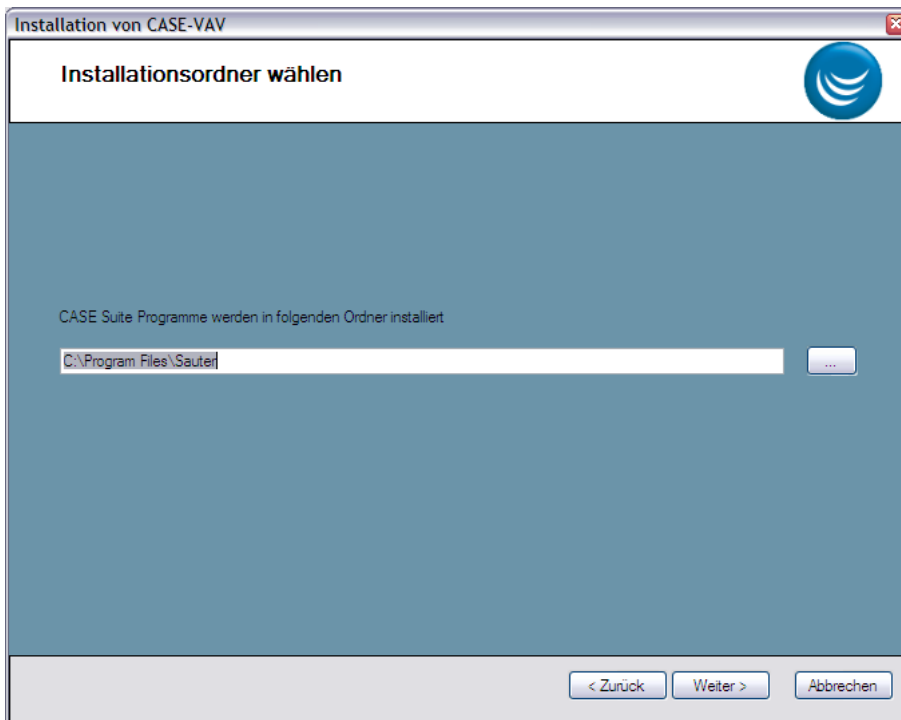 Installation von CASE-VAV
Installationsordner wählen
CASE Suite Programme werden in folgenden Ordner installiert
C:\Program Files\Sauter
...
< Zurück
Weiter >
Abbrechen